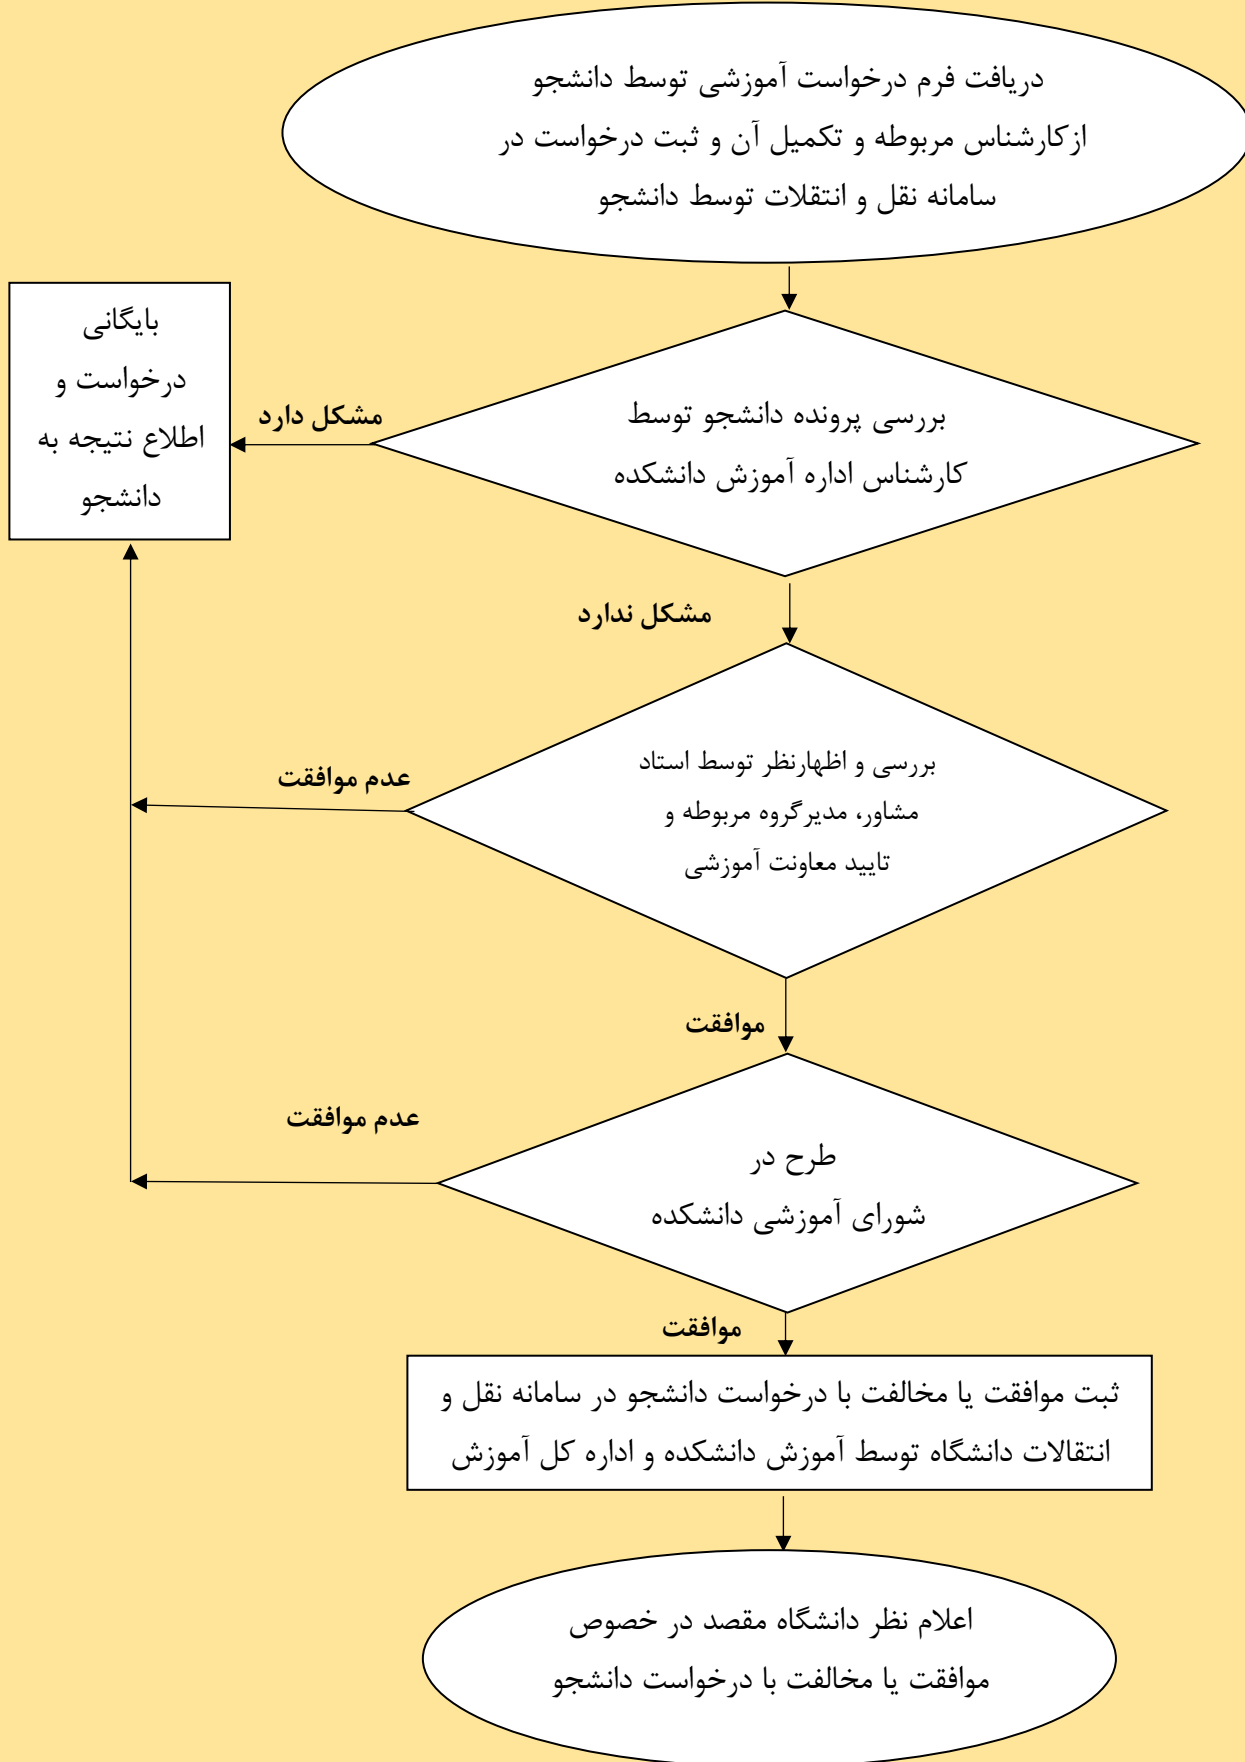 دریافت فرم درخواست آموزشی توسط دانشجو
ازکارشناس مربوطه و تکمیل آن و ثبت درخواست در
سامانه نقل و انتقلات توسط دانشجو
بایگانی
درخواست و
اطلاع نتیجه به
دانشجو
مشکل دارد
بررسی پرونده دانشجو توسط
کارشناس اداره آموزش دانشکده
مشکل ندارد
بررسی و اظهارنظر توسط استاد
مشاور، مدیرگروه مربوطه و
تایید معاونت آموزشی
عدم موافقت
موافقت
عدم موافقت
طرح در
شورای آموزشی دانشکده
موافقت
ثبت موافقت یا مخالفت با درخواست دانشجو در سامانه نقل و
انتقالات دانشگاه توسط آموزش دانشکده و اداره کل آموزش
اعلام نظر دانشگاه مقصد در خصوص
موافقت یا مخالفت با درخواست دانشجو